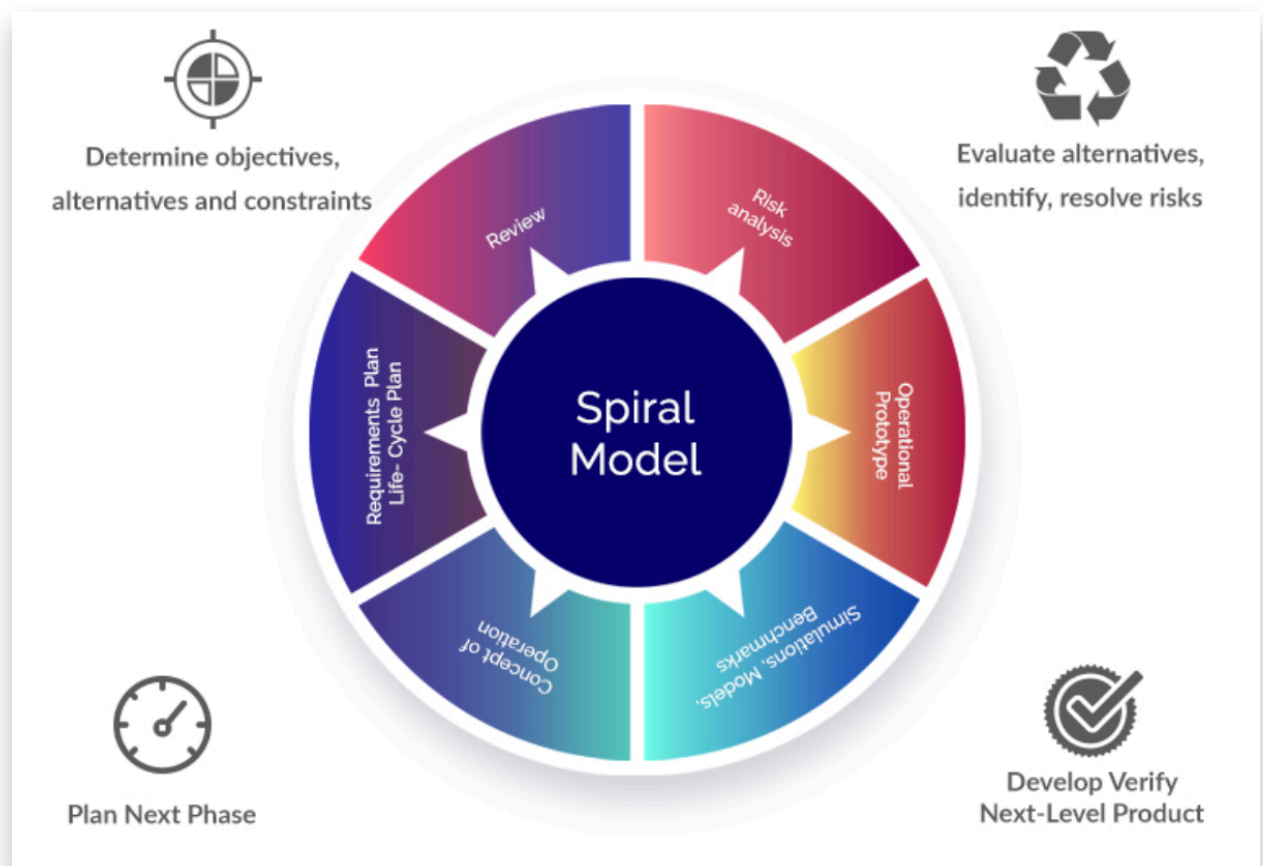 Determine objectives,
alternatives and constraints
Evaluate alternatives,
identify, resolve risks
Review
Risk
analysis
Requirements Plan
Life- Cycle Plan
Spiral
Model
Operational
Prototype
Concept of
Operation
Simulations, Models,
Benchmarks
Plan Next Phase
Develop Verify
Next-Level Product